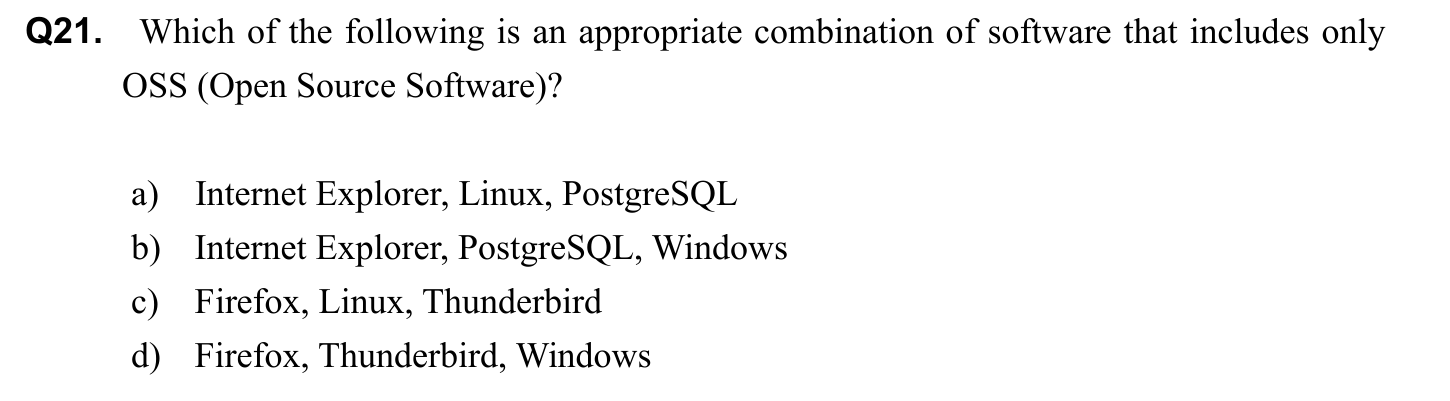 Q21. Which of the following is an appropriate combination of software that includes only
OSS (Open Source Software)?
a) Internet Explorer, Linux, PostgreSQL
b) Internet Explorer, PostgreSQL, Windows
c) Firefox, Linux, Thunderbird
d) Firefox, Thunderbird, Windows